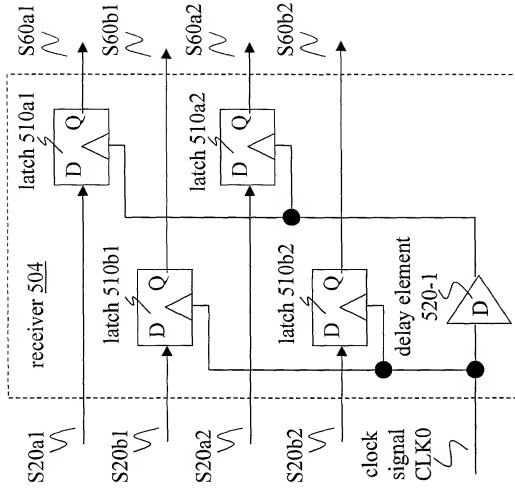 S60a1
S60b1
S60a2
S60b2
receiver 504
latch 510a1
D Q
latch 510b1
D Q
latch 510a2
D Q
latch 510b2
D Q
delay element
520-1
D
S20a1
S20b1
S20a2
S20b2
clock
signal
CLK0